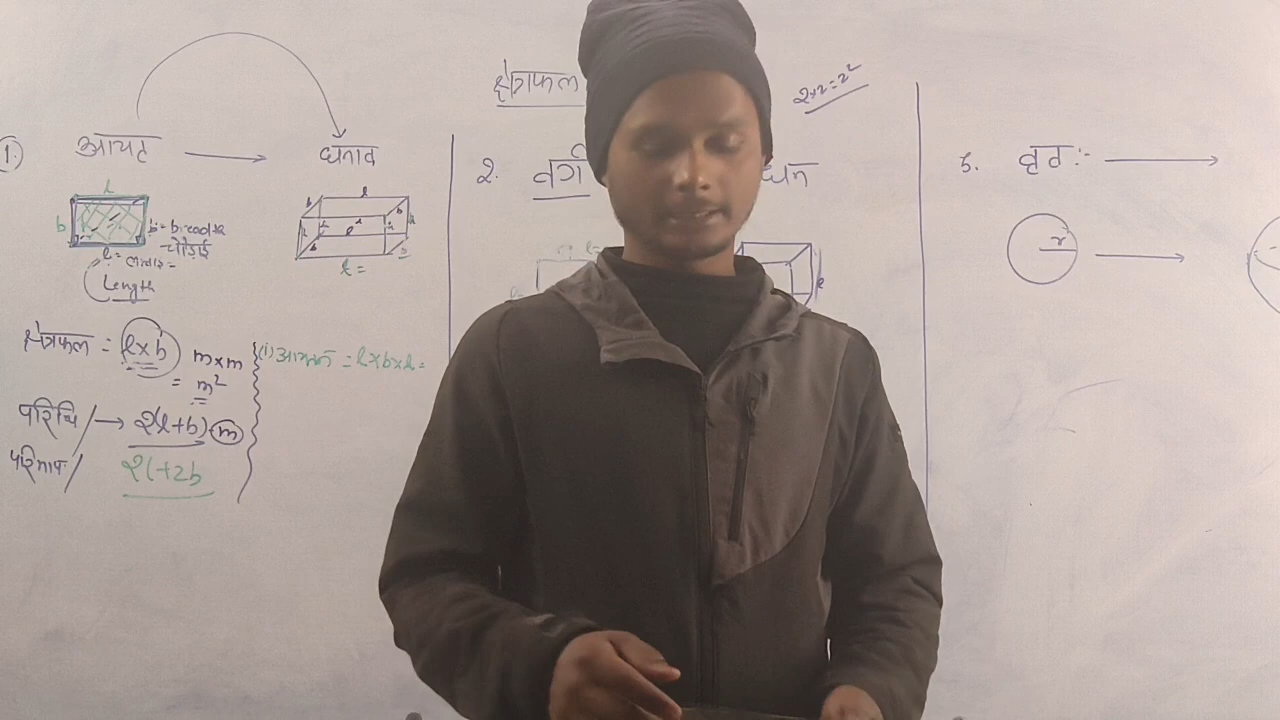 क्षेत्रफल
2×2=2²
1. आयत → घनाव
l
b
b = breadth
चौड़ाई
l = लम्बाई =
Length
l
b
b
h
l
l =
क्षेत्रफल = l×b m×m
= m²
परिधि / → 2(l+b) m
परिमाप /
2l+2b
(i) आयतन = l×b×h =
2. वर्ग घन
3. वृत :- →
r